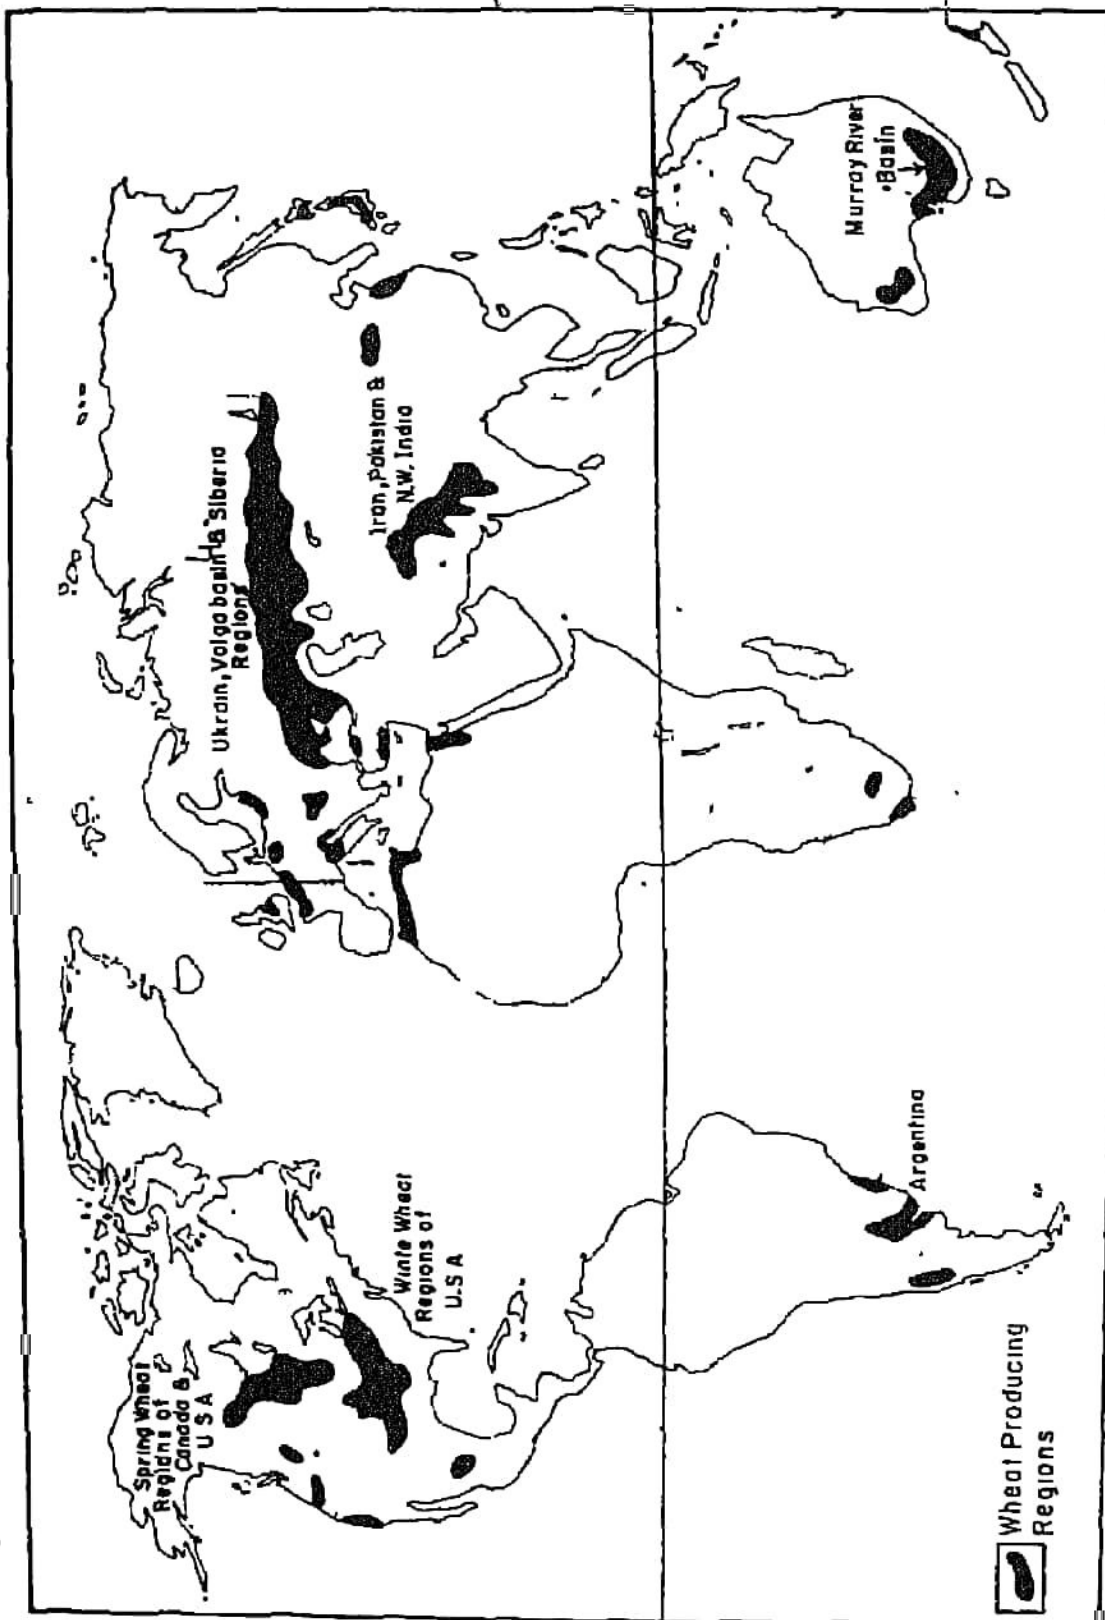 Spring Wheat
Regions of
Canada &
U S A
Winte Wheat
Regions of
U.S A
Argentina
Ukrain, Volga basin & Siberia
Regions
Iran, Pakistan &
N.W. India
Murray River
Basin
Wheat Producing
Regions